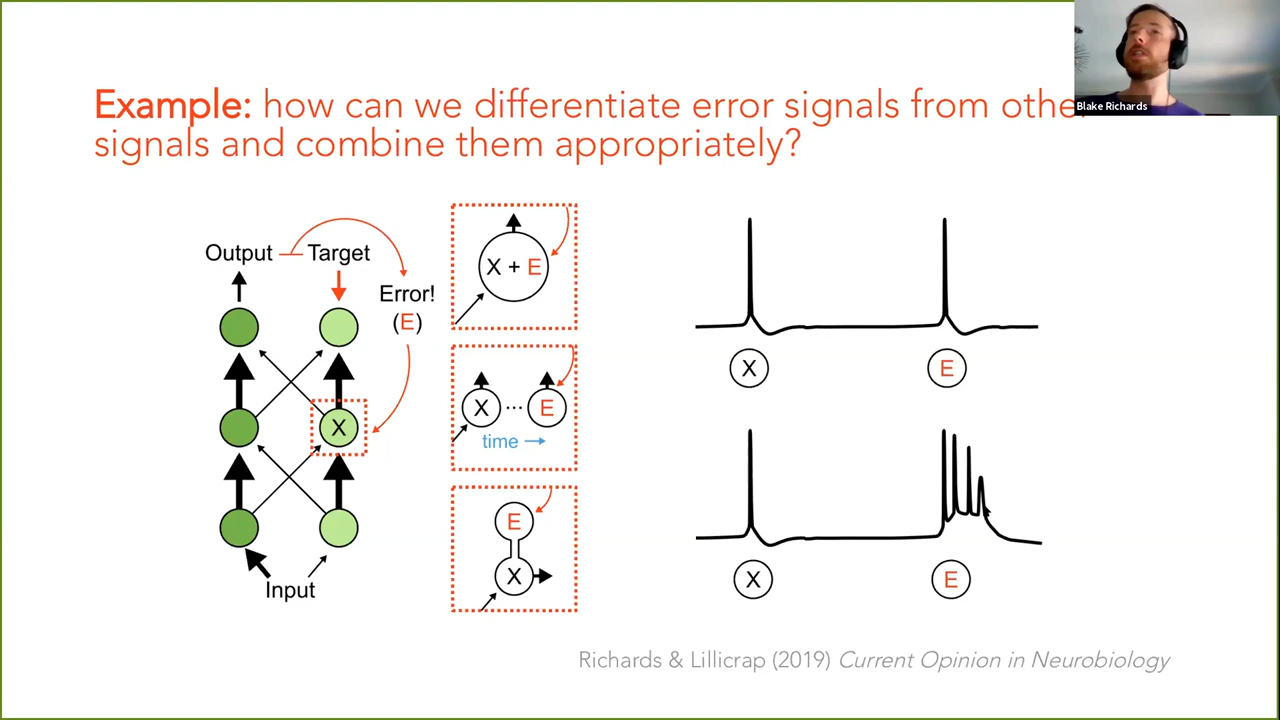 Blake Richards
Example: how can we differentiate error signals from othe
signals and combine them appropriately?
Output
Target
Error!
(E)
X
Input
X + E
X ... E
time
E
X
X
E
X
E
Richards & Lillicrap (2019) Current Opinion in Neurobiology